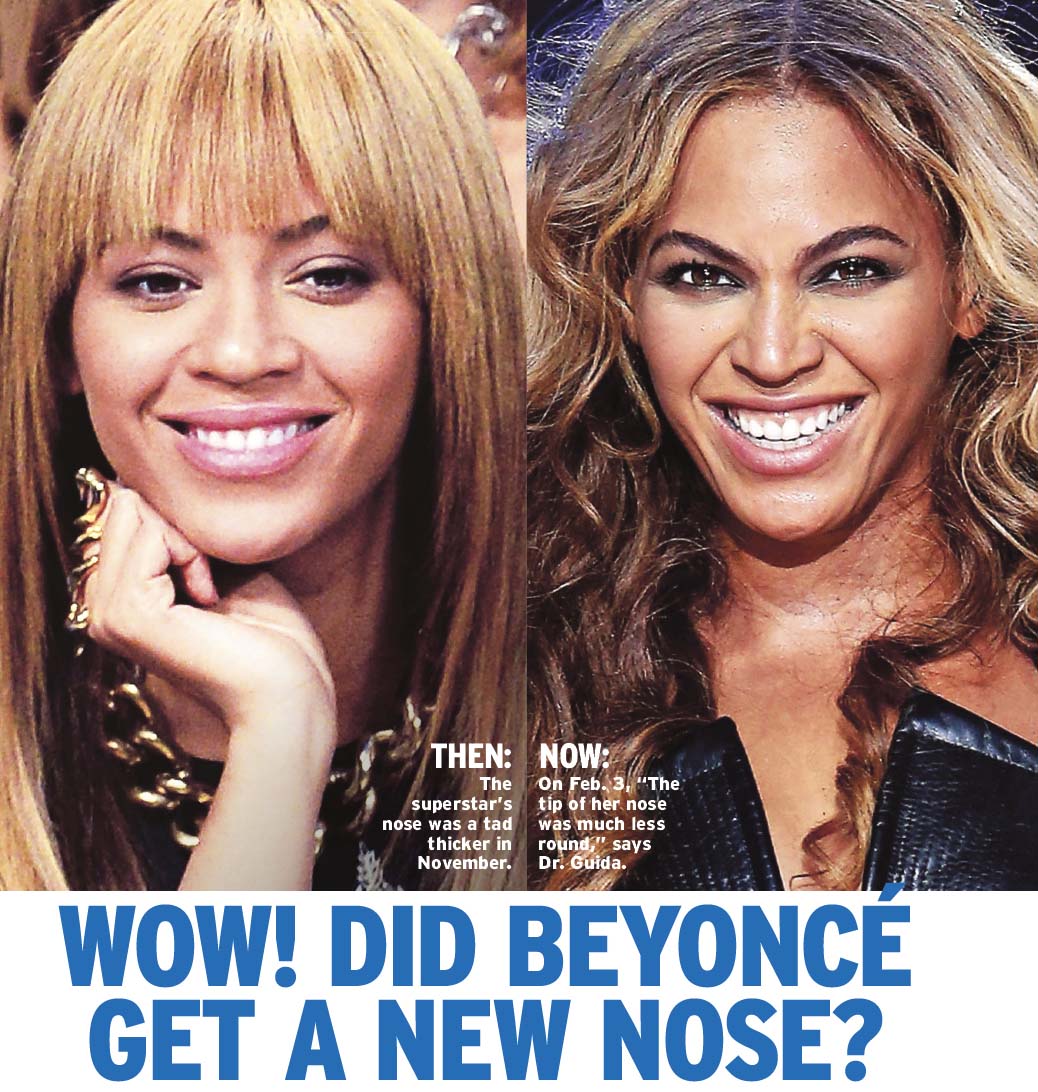 THEN:
The
superstar's
nose was a tad
thicker in
November.
NOW:
On Feb. 3, “The
tip of her nose
was much less
round,” says
Dr. Guida.
WOW! DID BEYONCÉ
GET A NEW NOSE?